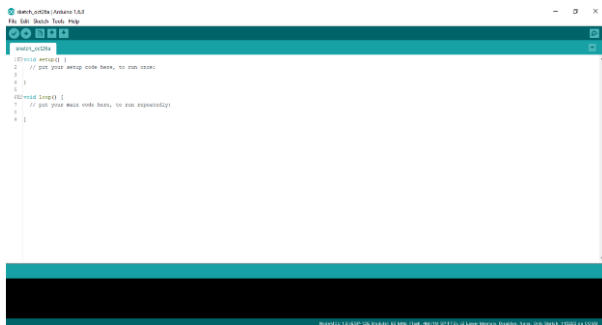 sketch_oct28a | Arduino 1.8.8
File Edit Sketch Tools Help
sketch_oct28a
1 void setup() {
2 // put your setup code here, to run once:
3
4 }
5
6 void loop() {
7 // put your main code here, to run repeatedly:
8
9 }